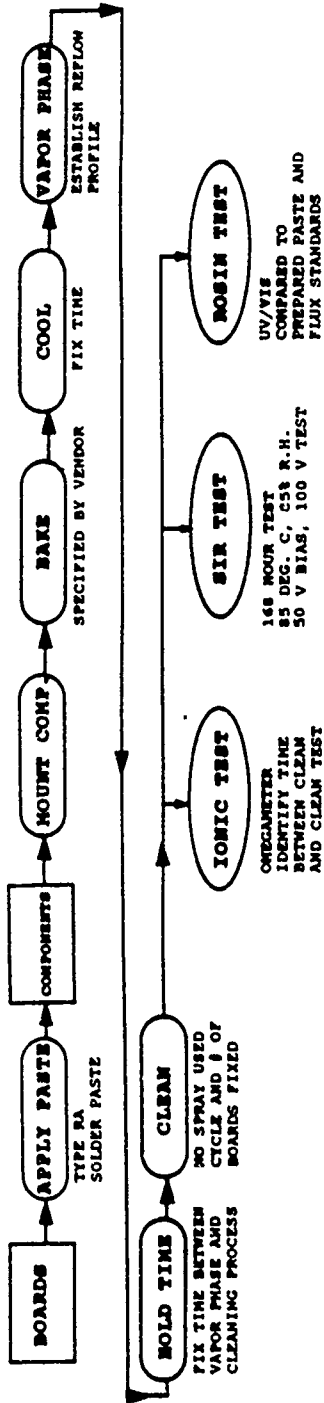 BOARDS
APPLY PASTE
TYPE RA
SOLDER PASTE
COMPONENTS
MOUNT COMP
BAKE
SPECIFIED BY VENDOR
COOL
FIX TIME
VAPOR PHASE
ESTABLISH REFLOW
PROFILE
HOLD TIME
FIX TIME BETWEEN
VAPOR PHASE AND
CLEANING PROCESS
CLEAN
NO SPRAY USED
CYCLE AND # OF
BOARDS FIXED
IONIC TEST
OMEGAMETER
IDENTIFY TIME
BETWEEN CLEAN
AND CLEAN TEST
SIR TEST
168 HOUR TEST
85 DEG. C, R.H.
50 V BIAS, 100 V TEST
ROSIN TEST
UV/VIS
COMPARED TO
PREPARED PASTE AND
FLUX STANDARDS